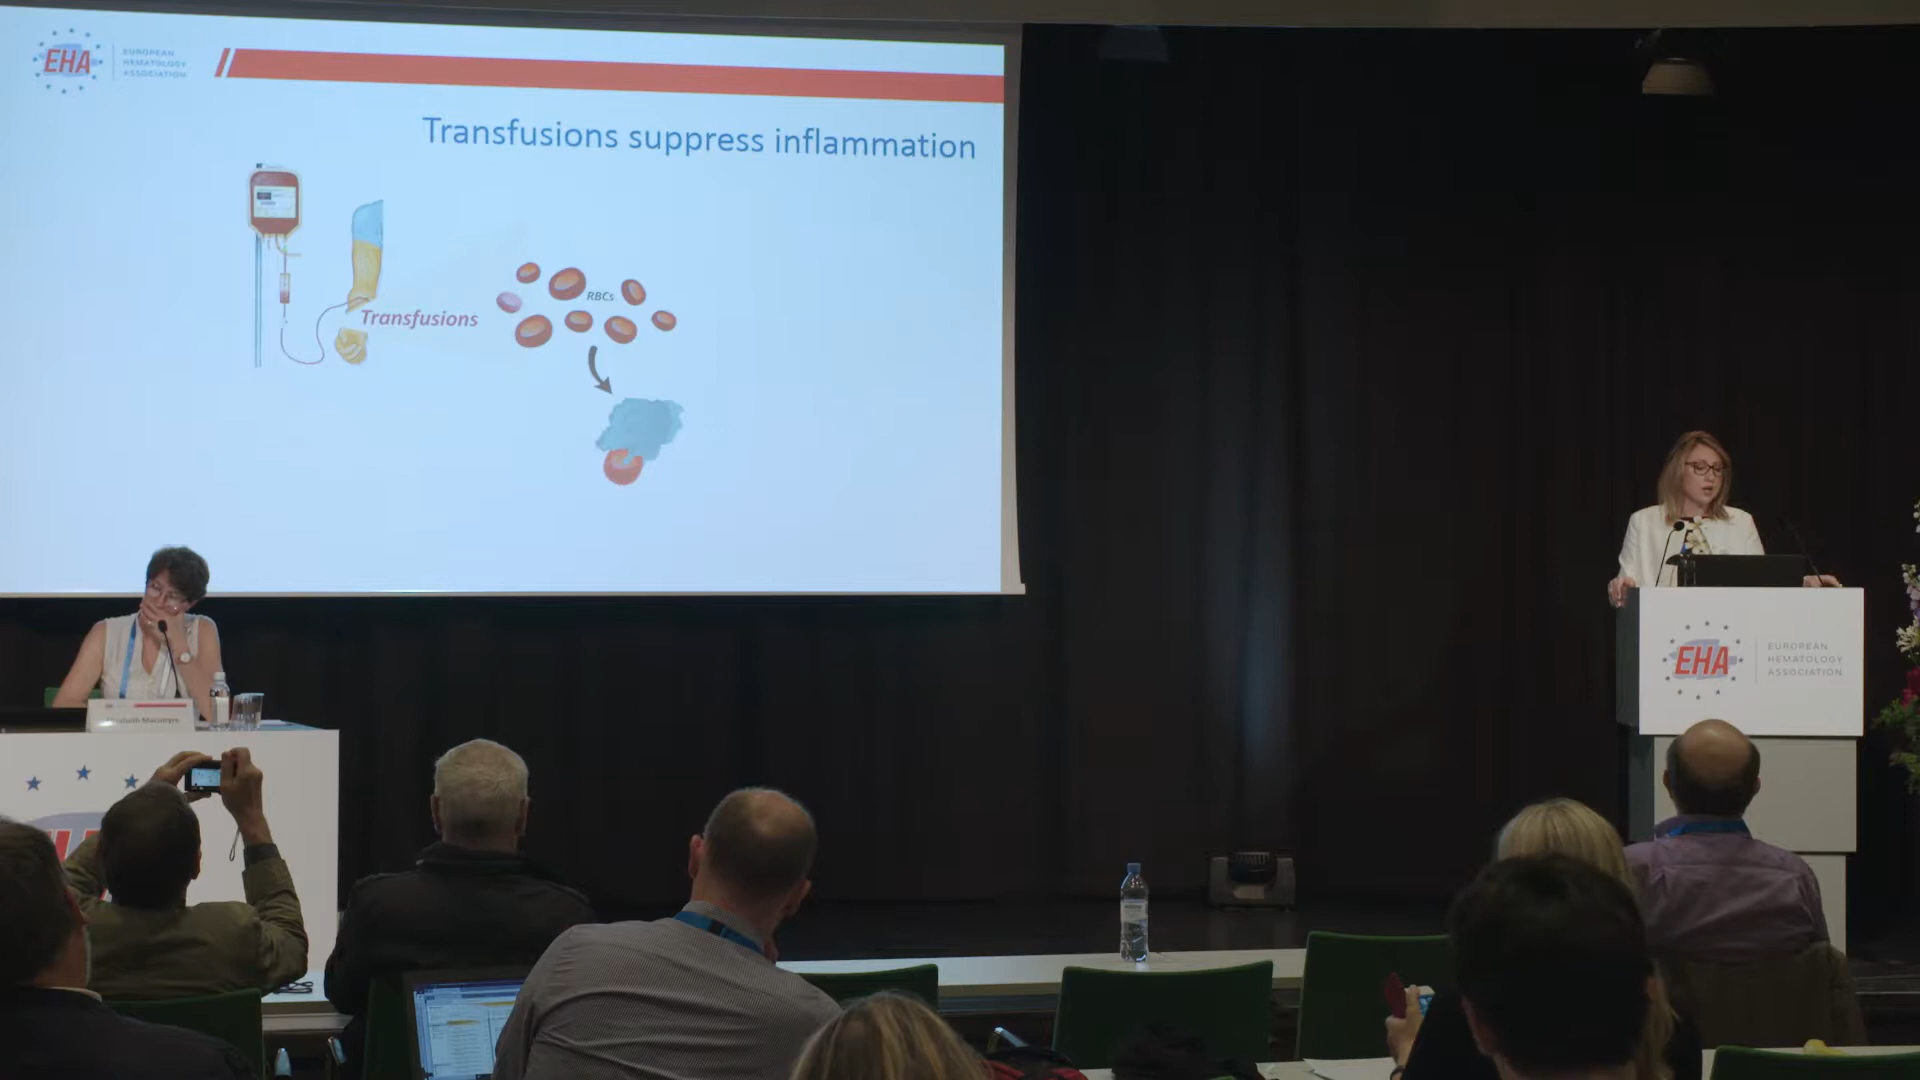 EHA
EUROPEAN
HEMATOLOGY
ASSOCIATION
Transfusions suppress inflammation
RBCs
Transfusions
EHA
EUROPEAN
HEMATOLOGY
ASSOCIATION